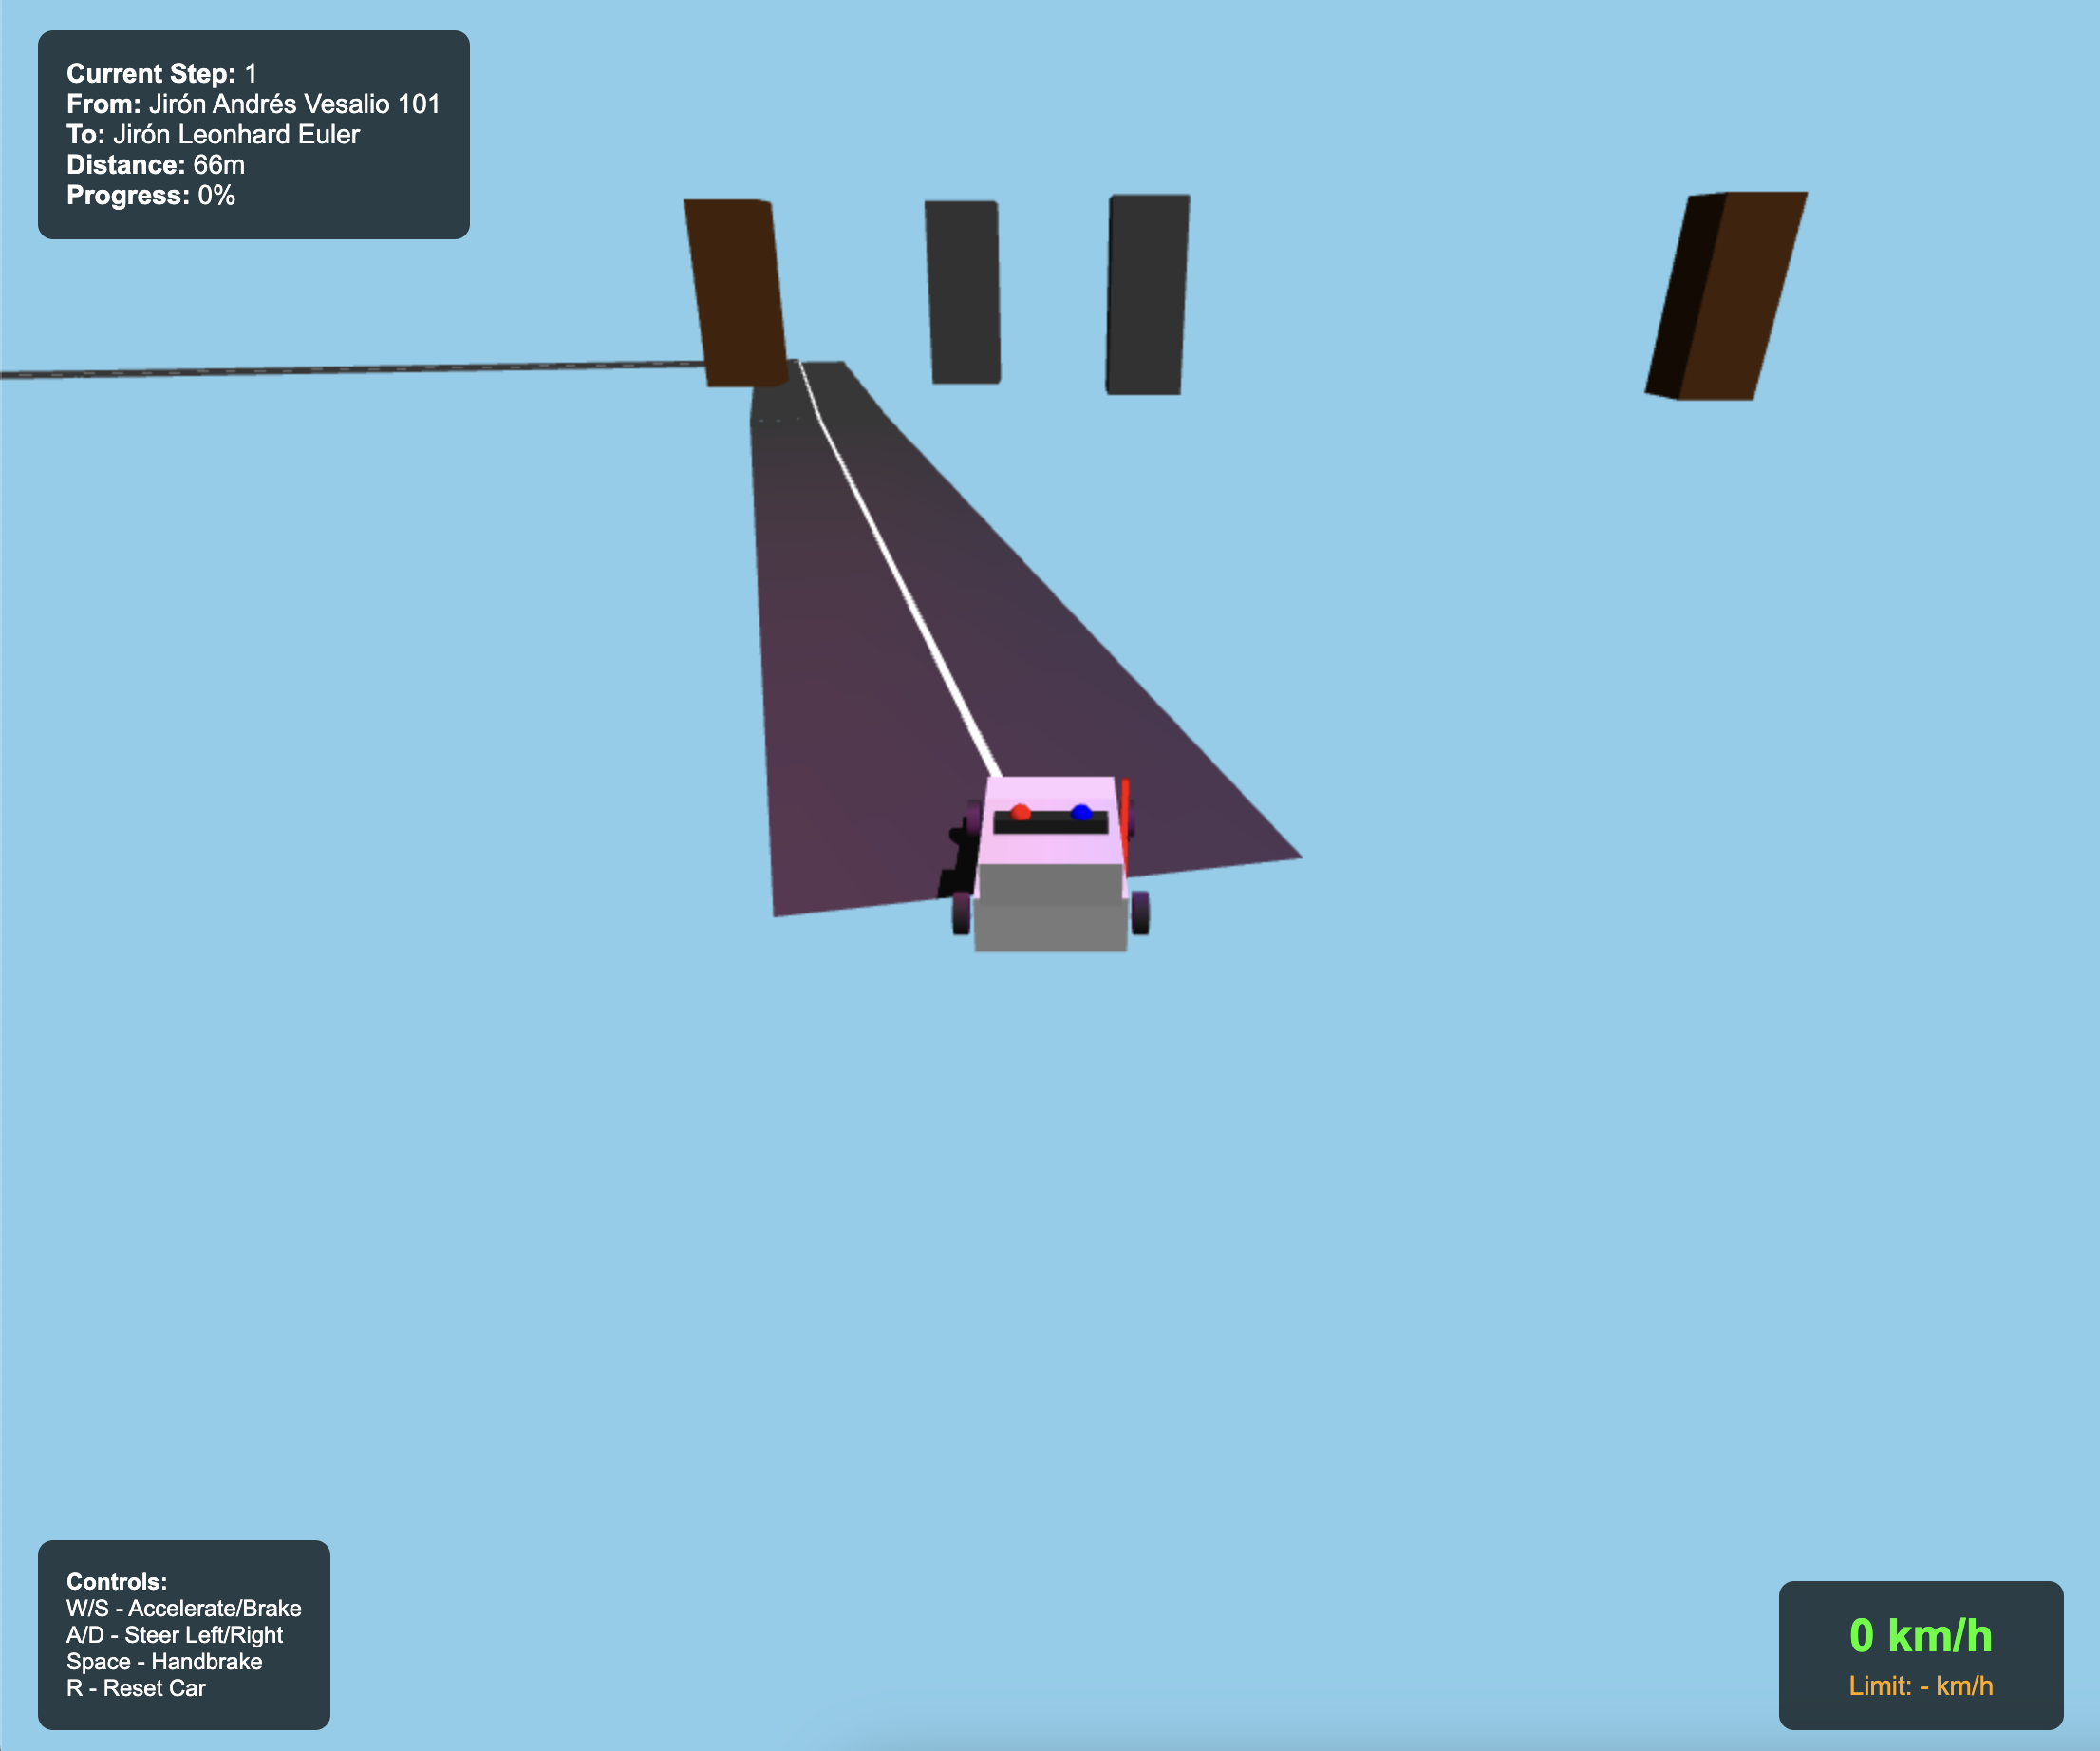 Current Step: 1
From: Jirón Andrés Vesalio 101
To: Jirón Leonhard Euler
Distance: 66m
Progress: 0%
Controls:
W/S - Accelerate/Brake
A/D - Steer Left/Right
Space - Handbrake
R - Reset Car
0 km/h
Limit: - km/h